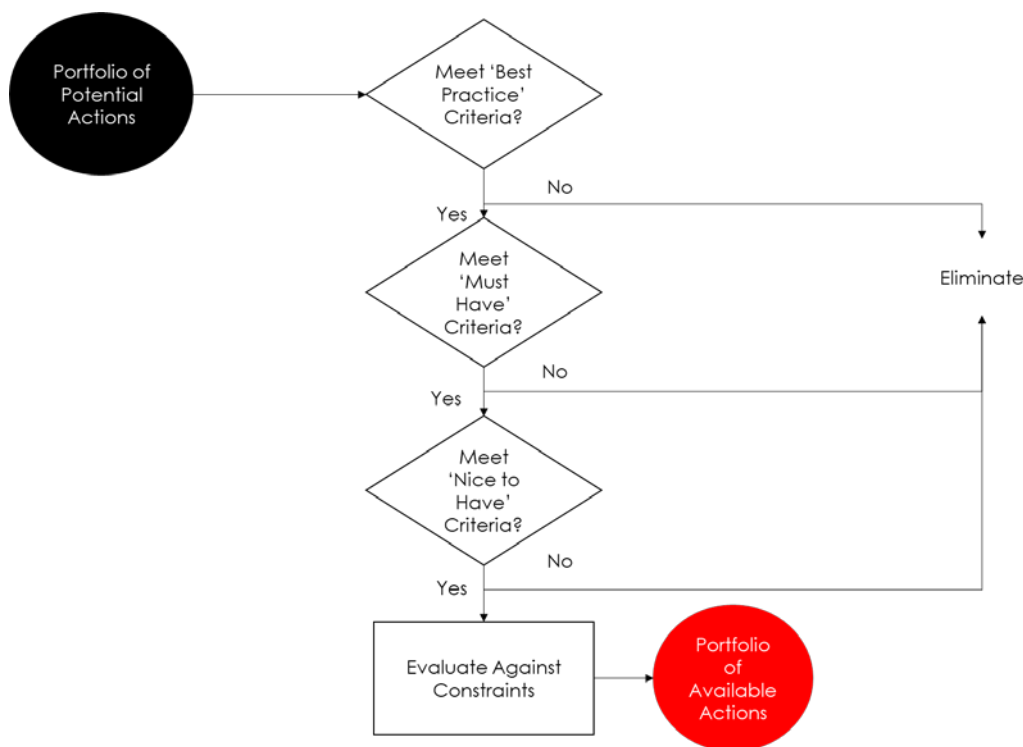 Portfolio of
Potential
Actions
Meet ‘Best
Practice’
Criteria?
No
Yes
Meet
‘Must
Have’
Criteria?
Eliminate
No
Yes
Meet
‘Nice to
Have’
Criteria?
No
Yes
Evaluate Against
Constraints
Portfolio
of
Available
Actions